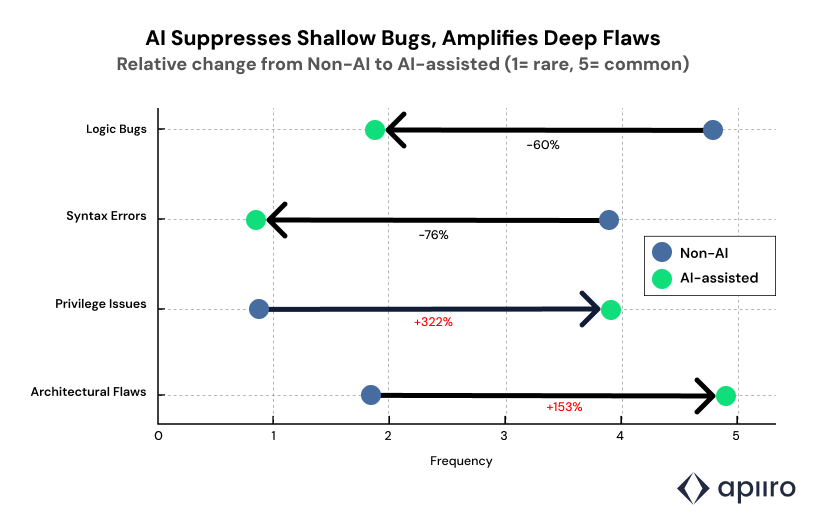 AI Suppresses Shallow Bugs, Amplifies Deep Flaws
Relative change from Non-AI to AI-assisted (1= rare, 5= common)
Logic Bugs
-60%
Syntax Errors
-76%
Non-AI
AI-assisted
Privilege Issues
+322%
Architectural Flaws
+153%
0 1 2 3 4 5
Frequency
apiiro